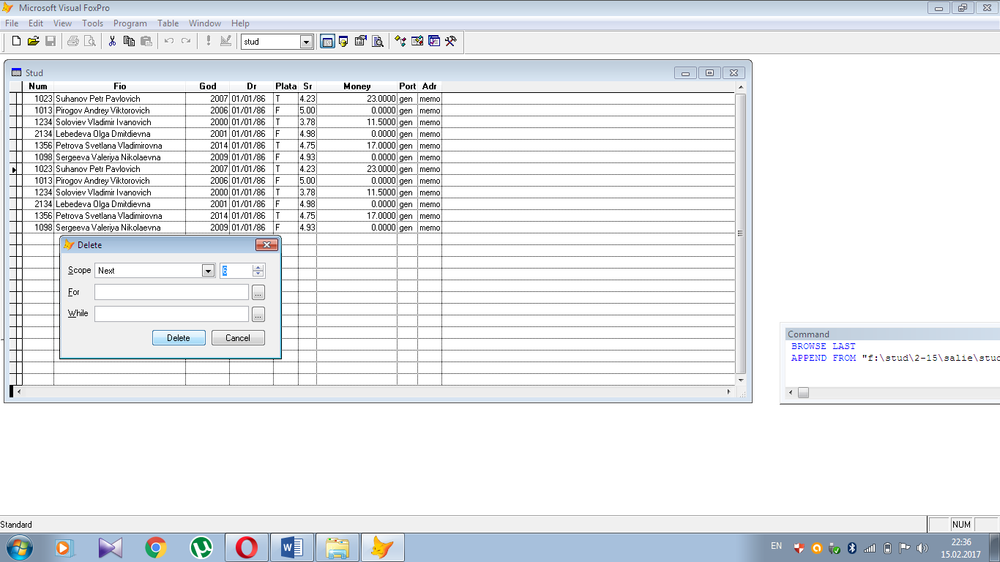 Microsoft Visual FoxPro
File Edit View Tools Program Table Window Help
stud
Stud
Num Fio God Dr Plata Sr Money Port Adr
1023 Suhanov Petr Pavlovich 2007 01/01/86 T 4.23 23.0000 gen memo
1013 Pirogov Andrey Viktorovich 2006 01/01/86 F 5.00 0.0000 gen memo
1234 Soloviev Vladimir Ivanovich 2000 01/01/86 T 3.78 11.5000 gen memo
2134 Lebedeva Olga Dmitdievna 2001 01/01/86 F 4.98 0.0000 gen memo
1356 Petrova Svetlana Vladimirovna 2014 01/01/86 T 4.75 17.0000 gen memo
1098 Sergeeva Valeriya Nikolaevna 2009 01/01/86 F 4.93 0.0000 gen memo
1023 Suhanov Petr Pavlovich 2007 01/01/86 T 4.23 23.0000 gen memo
1013 Pirogov Andrey Viktorovich 2006 01/01/86 F 5.00 0.0000 gen memo
1234 Soloviev Vladimir Ivanovich 2000 01/01/86 T 3.78 11.5000 gen memo
2134 Lebedeva Olga Dmitdievna 2001 01/01/86 F 4.98 0.0000 gen memo
1356 Petrova Svetlana Vladimirovna 2014 01/01/86 T 4.75 17.0000 gen memo
1098 Sergeeva Valeriya Nikolaevna 2009 01/01/86 F 4.93 0.0000 gen memo
Delete
Scope Next 6
For ...
While ...
Delete Cancel
Command
BROWSE LAST
APPEND FROM "f:\stud\2-15\salie\stud
Standard
NUM
EN
22:36
15.02.2017